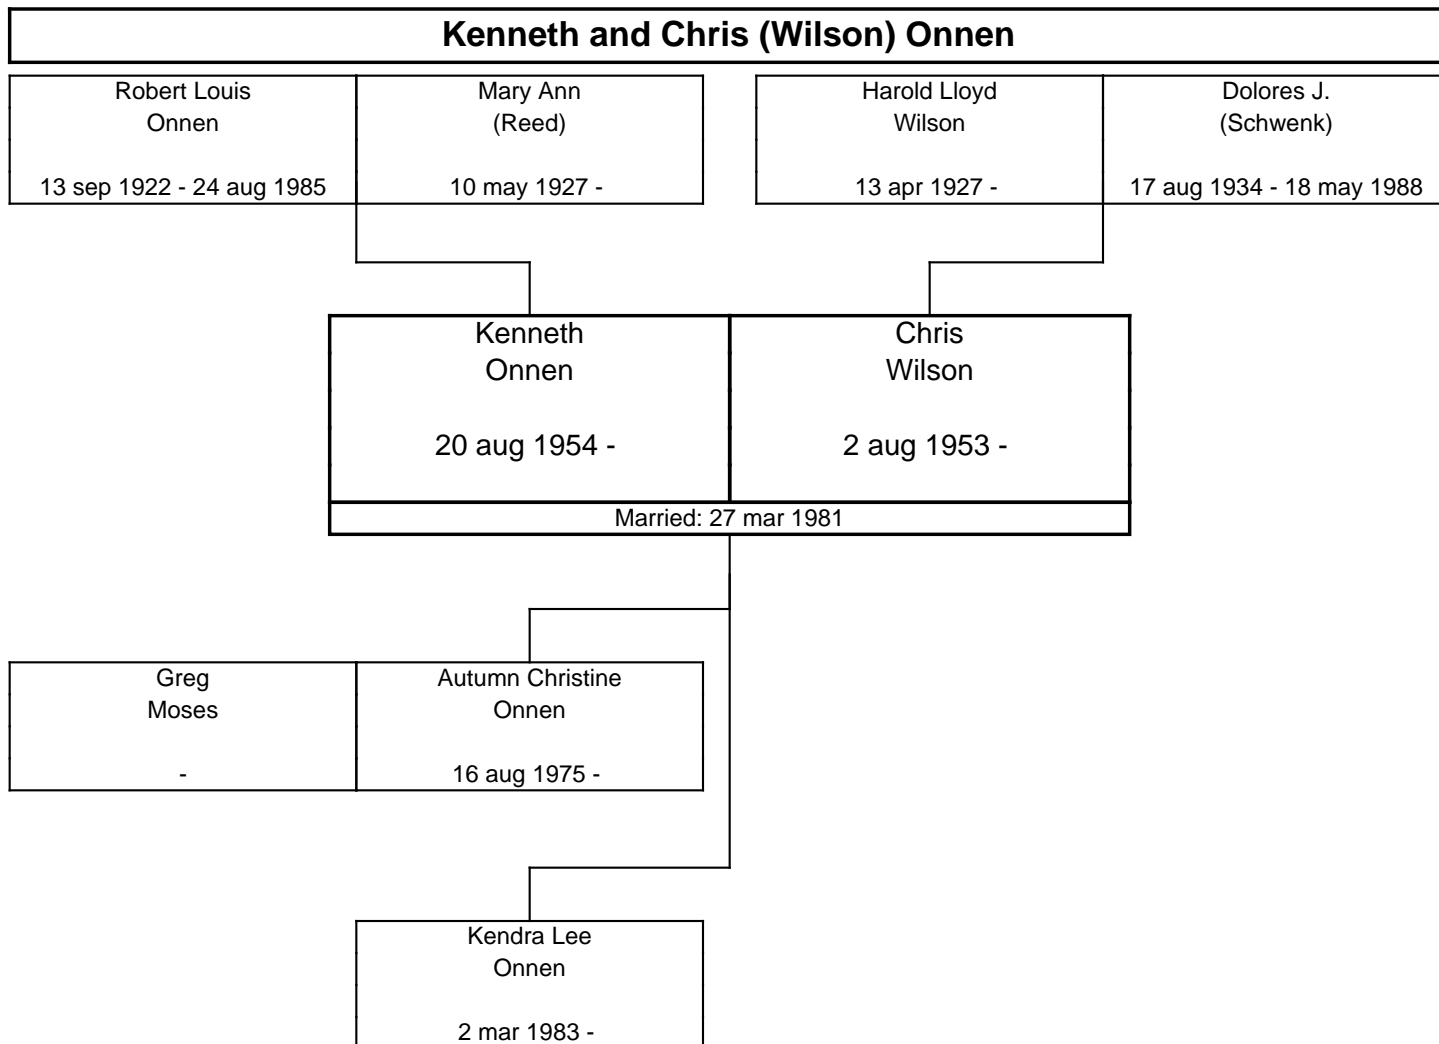 Kenneth and Chris (Wilson) Onnen
Robert Louis
Onnen
13 sep 1922 - 24 aug 1985
Mary Ann
(Reed)
10 may 1927 -
Harold Lloyd
Wilson
13 apr 1927 -
Dolores J.
(Schwenk)
17 aug 1934 - 18 may 1988
Kenneth
Onnen
20 aug 1954 -
Chris
Wilson
2 aug 1953 -
Married: 27 mar 1981
Greg
Moses
-
Autumn Christine
Onnen
16 aug 1975 -
Kendra Lee
Onnen
2 mar 1983 -